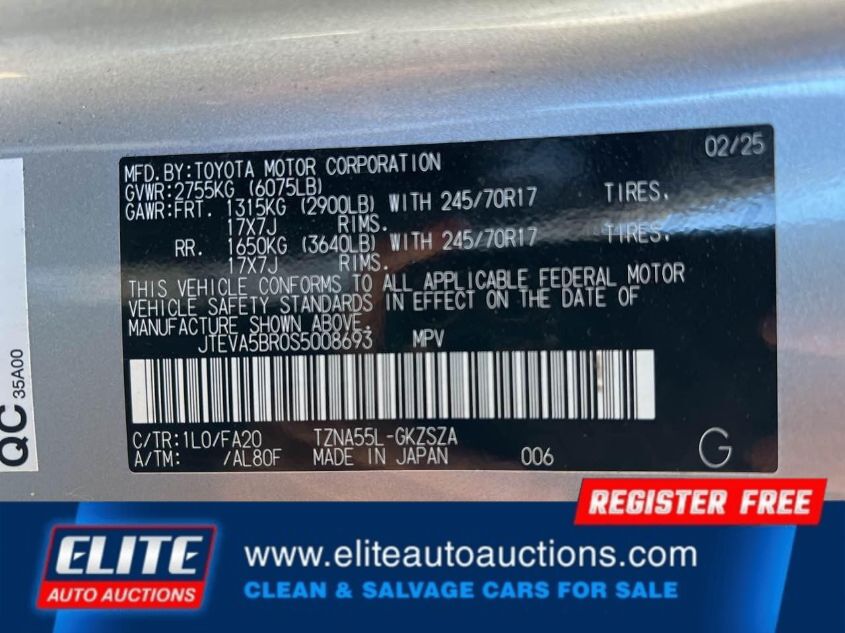 MFD.BY:TOYOTA MOTOR CORPORATION 02/25
GVWR:2755KG (6075LB)
GAWR:FRT. 1315KG (2900LB) WITH 245/70R17 TIRES,
17X7J RIMS.
RR. 1650KG (3640LB) WITH 245/70R17 TIRES,
17X7J RIMS.
THIS VEHICLE CONFORMS TO ALL APPLICABLE FEDERAL MOTOR
VEHICLE SAFETY STANDARDS IN EFFECT ON THE DATE OF
MANUFACTURE SHOWN ABOVE.
JTEVA5BR0S5008693 MPV
C/TR:1L0/FA20 TZNA55L-GKZSZA
A/TM: /AL80F MADE IN JAPAN 006 G
QC 35A00
REGISTER FREE
ELITE
AUTO AUCTIONS
www.eliteautoauctions.com
CLEAN & SALVAGE CARS FOR SALE